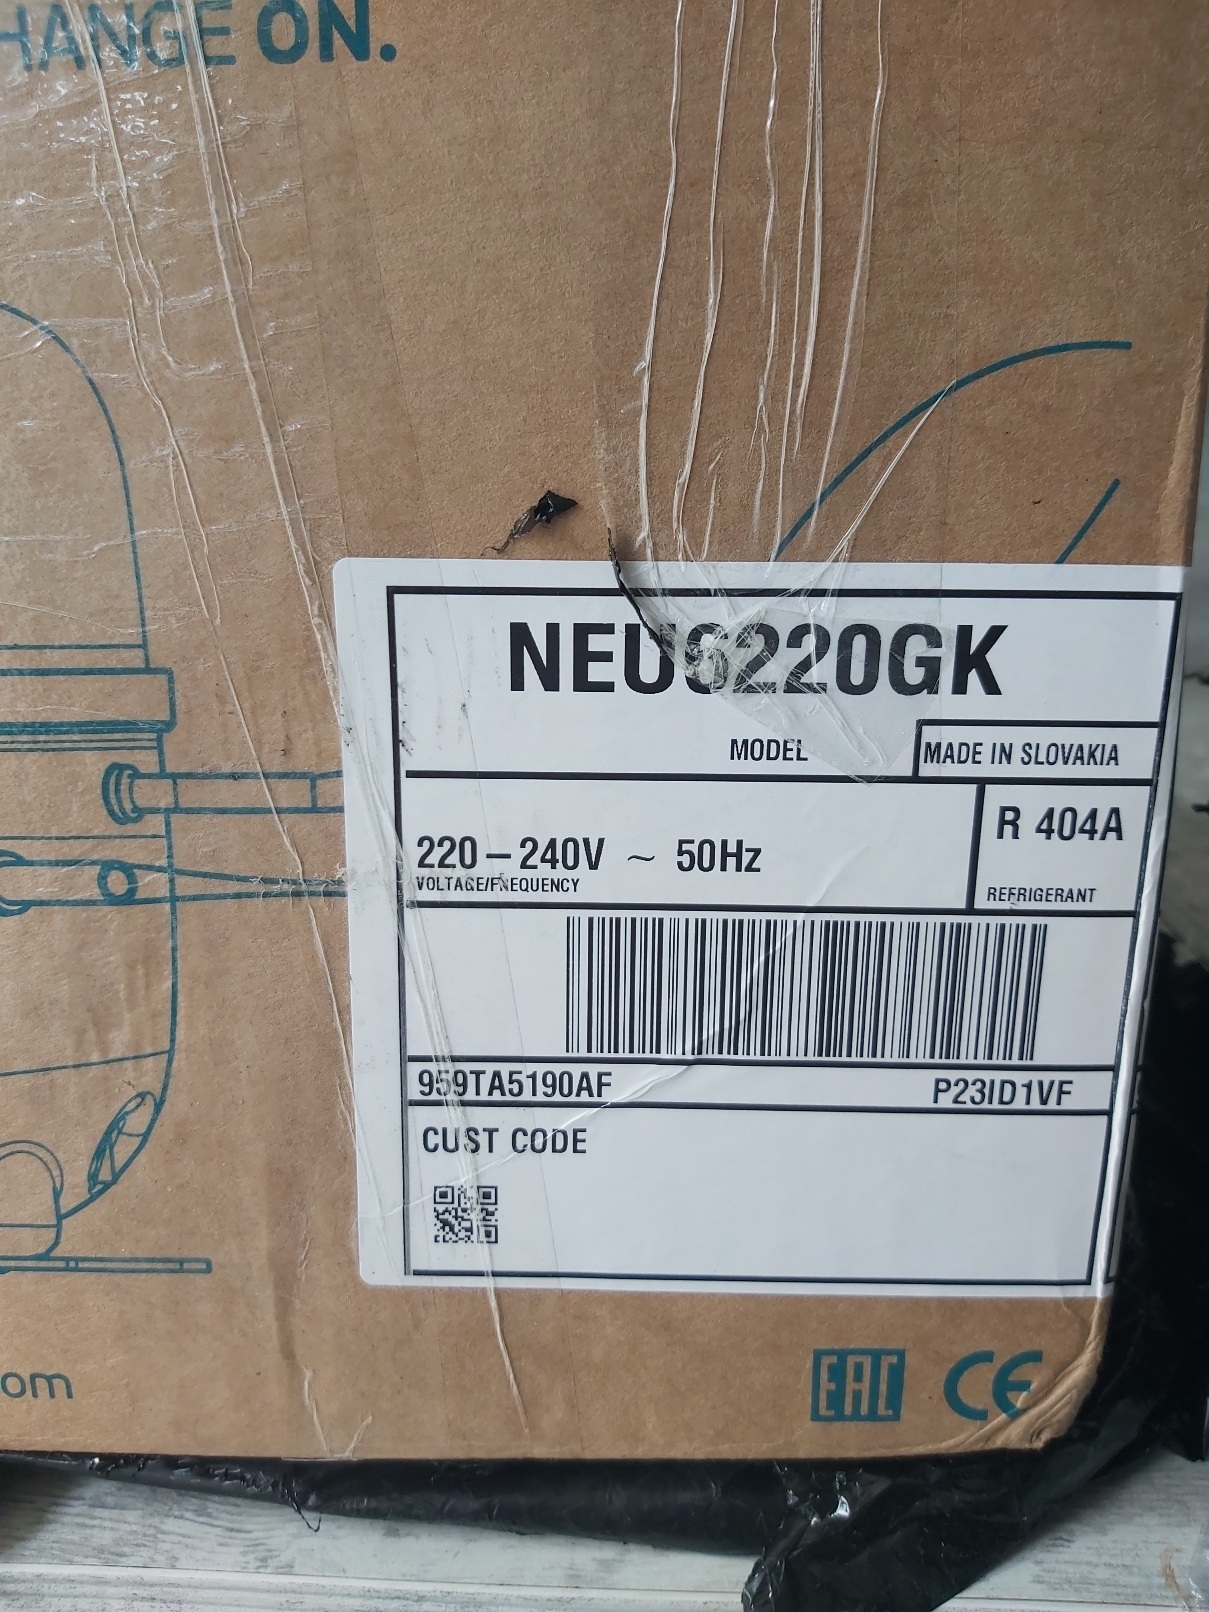 HANGE ON.
NEU6220GK
MODEL
MADE IN SLOVAKIA
R 404A
220 – 240V ~ 50Hz
VOLTAGE/FREQUENCY
REFRIGERANT
959TA5190AF
P23ID1VF
CUST CODE
om
EAC CE